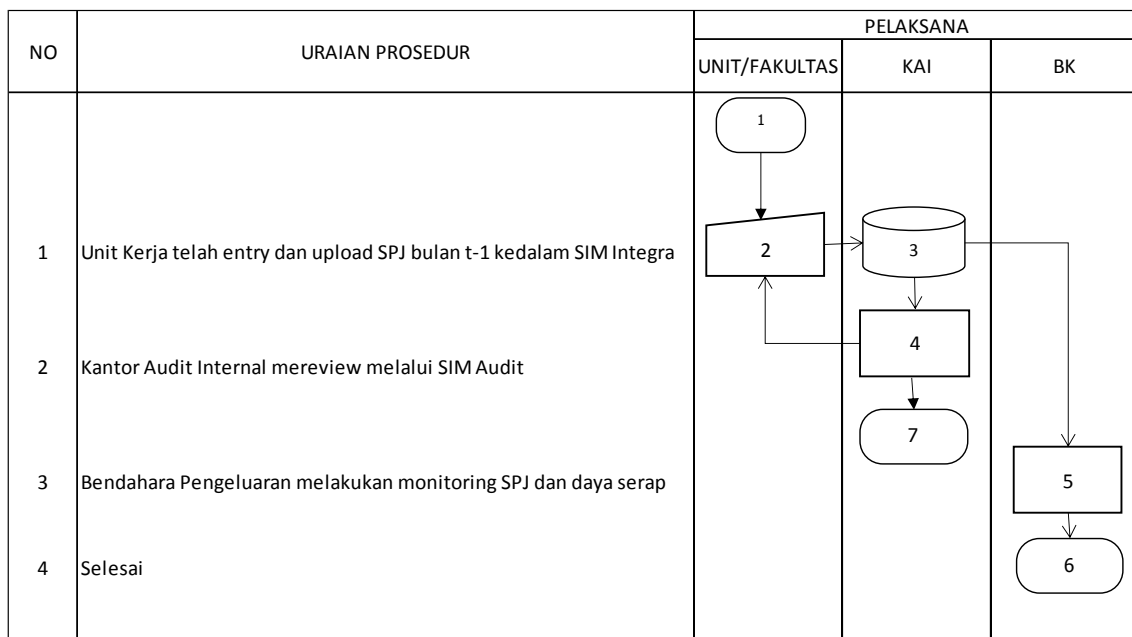 PELAKSANA
NO URAIAN PROSEDUR
UNIT/FAKULTAS KAI BK
1
1 Unit Kerja telah entry dan upload SPJ bulan t-1 kedalam SIM Integra 2 3
4
2 Kantor Audit Internal mereview melalui SIM Audit
7
3 Bendahara Pengeluaran melakukan monitoring SPJ dan daya serap 5
4 Selesai 6